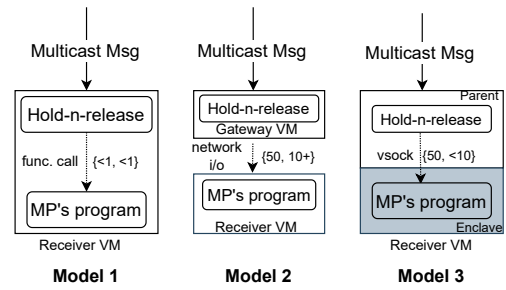 Multicast Msg
Hold-n-release
func. call {<1, <1}
MP's program
Receiver VM
Model 1
Multicast Msg
Hold-n-release
Gateway VM
network
i/o
{50, 10+}
MP's program
Receiver VM
Model 2
Multicast Msg
Parent
Hold-n-release
vsock {50, <10}
MP's program
Enclave
Receiver VM
Model 3